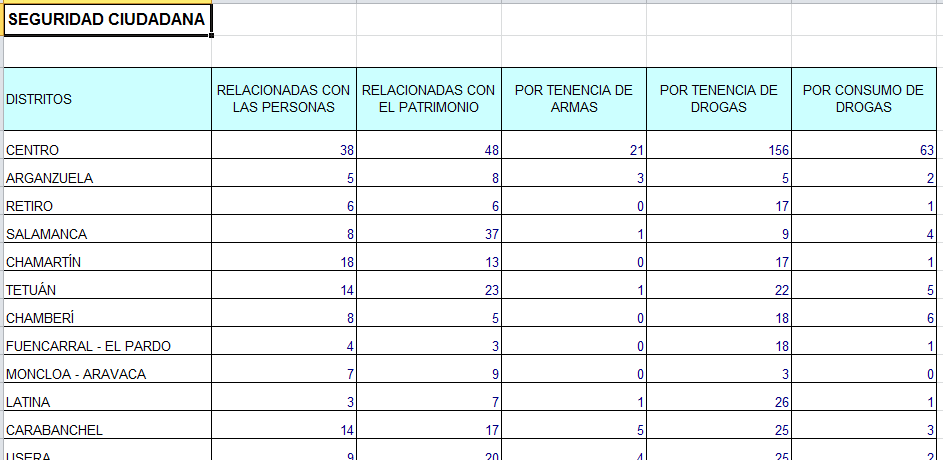 SEGURIDAD CIUDADANA
DISTRITOS RELACIONADAS CON LAS PERSONAS RELACIONADAS CON EL PATRIMONIO POR TENENCIA DE ARMAS POR TENENCIA DE DROGAS POR CONSUMO DE DROGAS
CENTRO 38 48 21 156 63
ARGANZUELA 5 8 3 5 2
RETIRO 6 6 0 17 1
SALAMANCA 8 37 1 9 4
CHAMARTÍN 18 13 0 17 1
TETUÁN 14 23 1 22 5
CHAMBERÍ 8 5 0 18 6
FUENCARRAL - EL PARDO 4 3 0 18 1
MONCLOA - ARAVACA 7 9 0 3 0
LATINA 3 7 1 26 1
CARABANCHEL 14 17 5 25 3
USERA 9 20 4 25 2